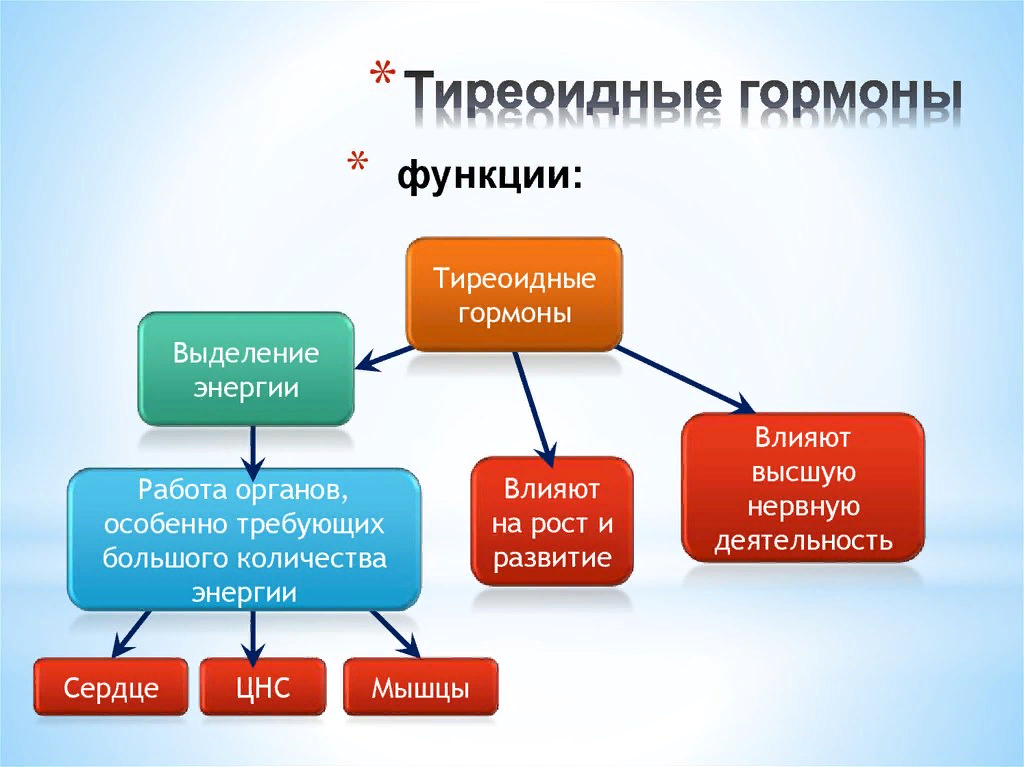 * Тиреоидные гормоны
* функции:
Тиреоидные
гормоны
Выделение
энергии
Работа органов,
особенно требующих
большого количества
энергии
Сердце
ЦНС
Мышцы
Влияют
на рост и
развитие
Влияют
высшую
нервную
деятельность